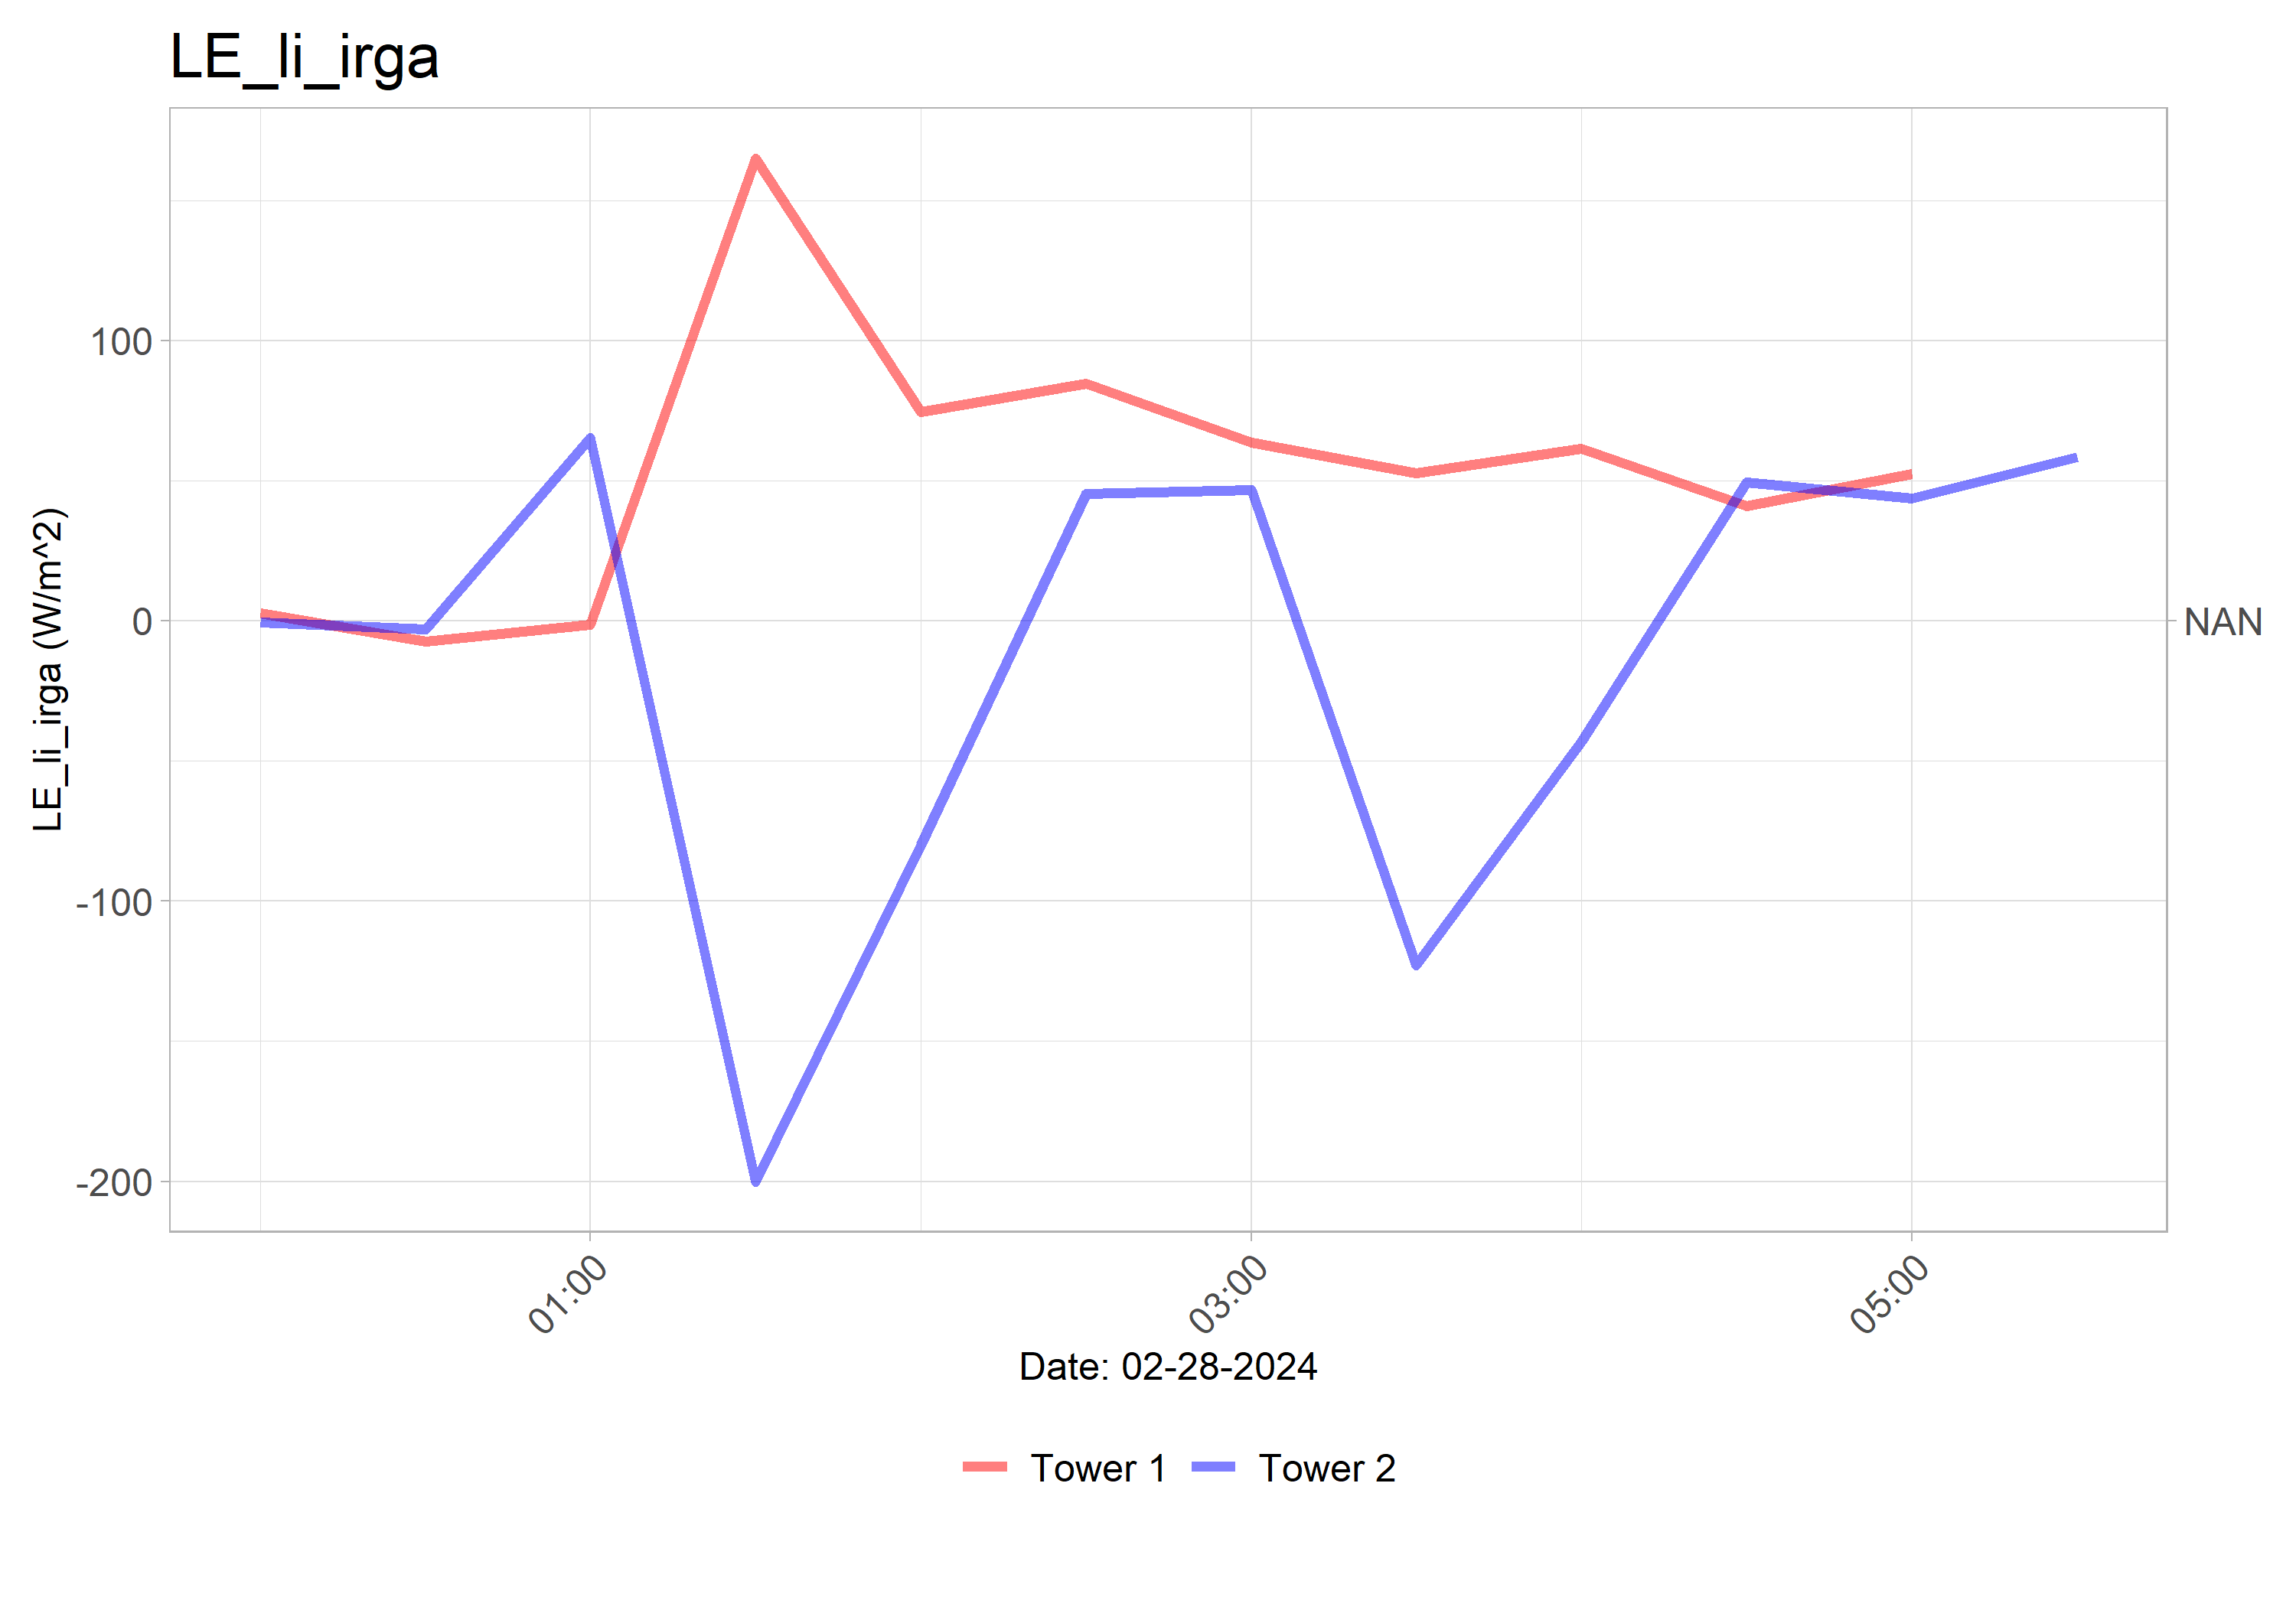 LE_li_irga
LE_li_irga (W/m^2)
100
0
-100
-200
NAN
01:00
03:00
05:00
Date: 02-28-2024
Tower 1
Tower 2